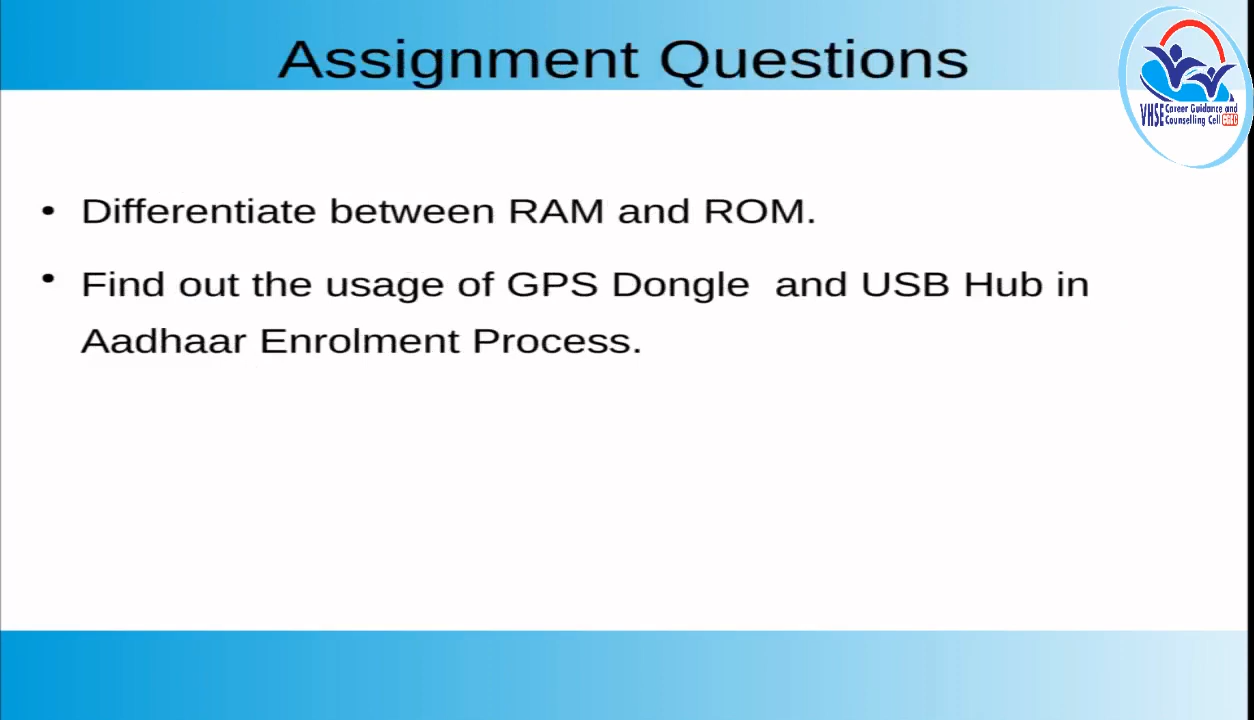 Assignment Questions
VHSE Career Guidance and
Counselling Cell CGCC
• Differentiate between RAM and ROM.
• Find out the usage of GPS Dongle  and USB Hub in
Aadhaar Enrolment Process.